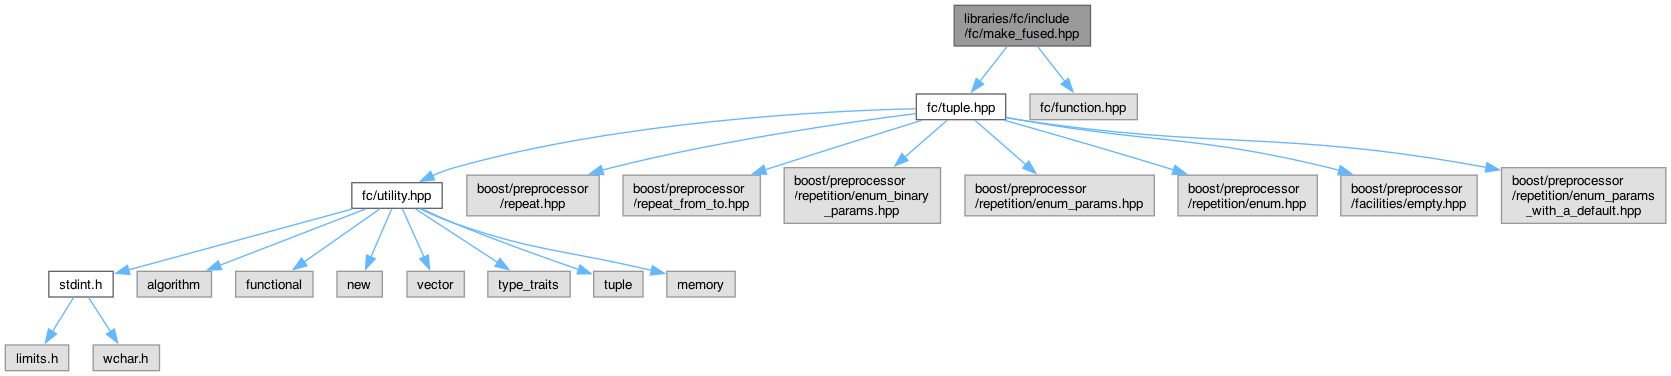 libraries/fc/include
/fc/make_fused.hpp
fc/tuple.hpp
fc/function.hpp
fc/utility.hpp
boost/preprocessor
/repeat.hpp
boost/preprocessor
/repeat_from_to.hpp
boost/preprocessor
/repetition/enum_binary
_params.hpp
boost/preprocessor
/repetition/enum_params.hpp
boost/preprocessor
/repetition/enum.hpp
boost/preprocessor
/facilities/empty.hpp
boost/preprocessor
/repetition/enum_params
_with_a_default.hpp
stdint.h
algorithm
functional
new
vector
type_traits
tuple
memory
limits.h
wchar.h